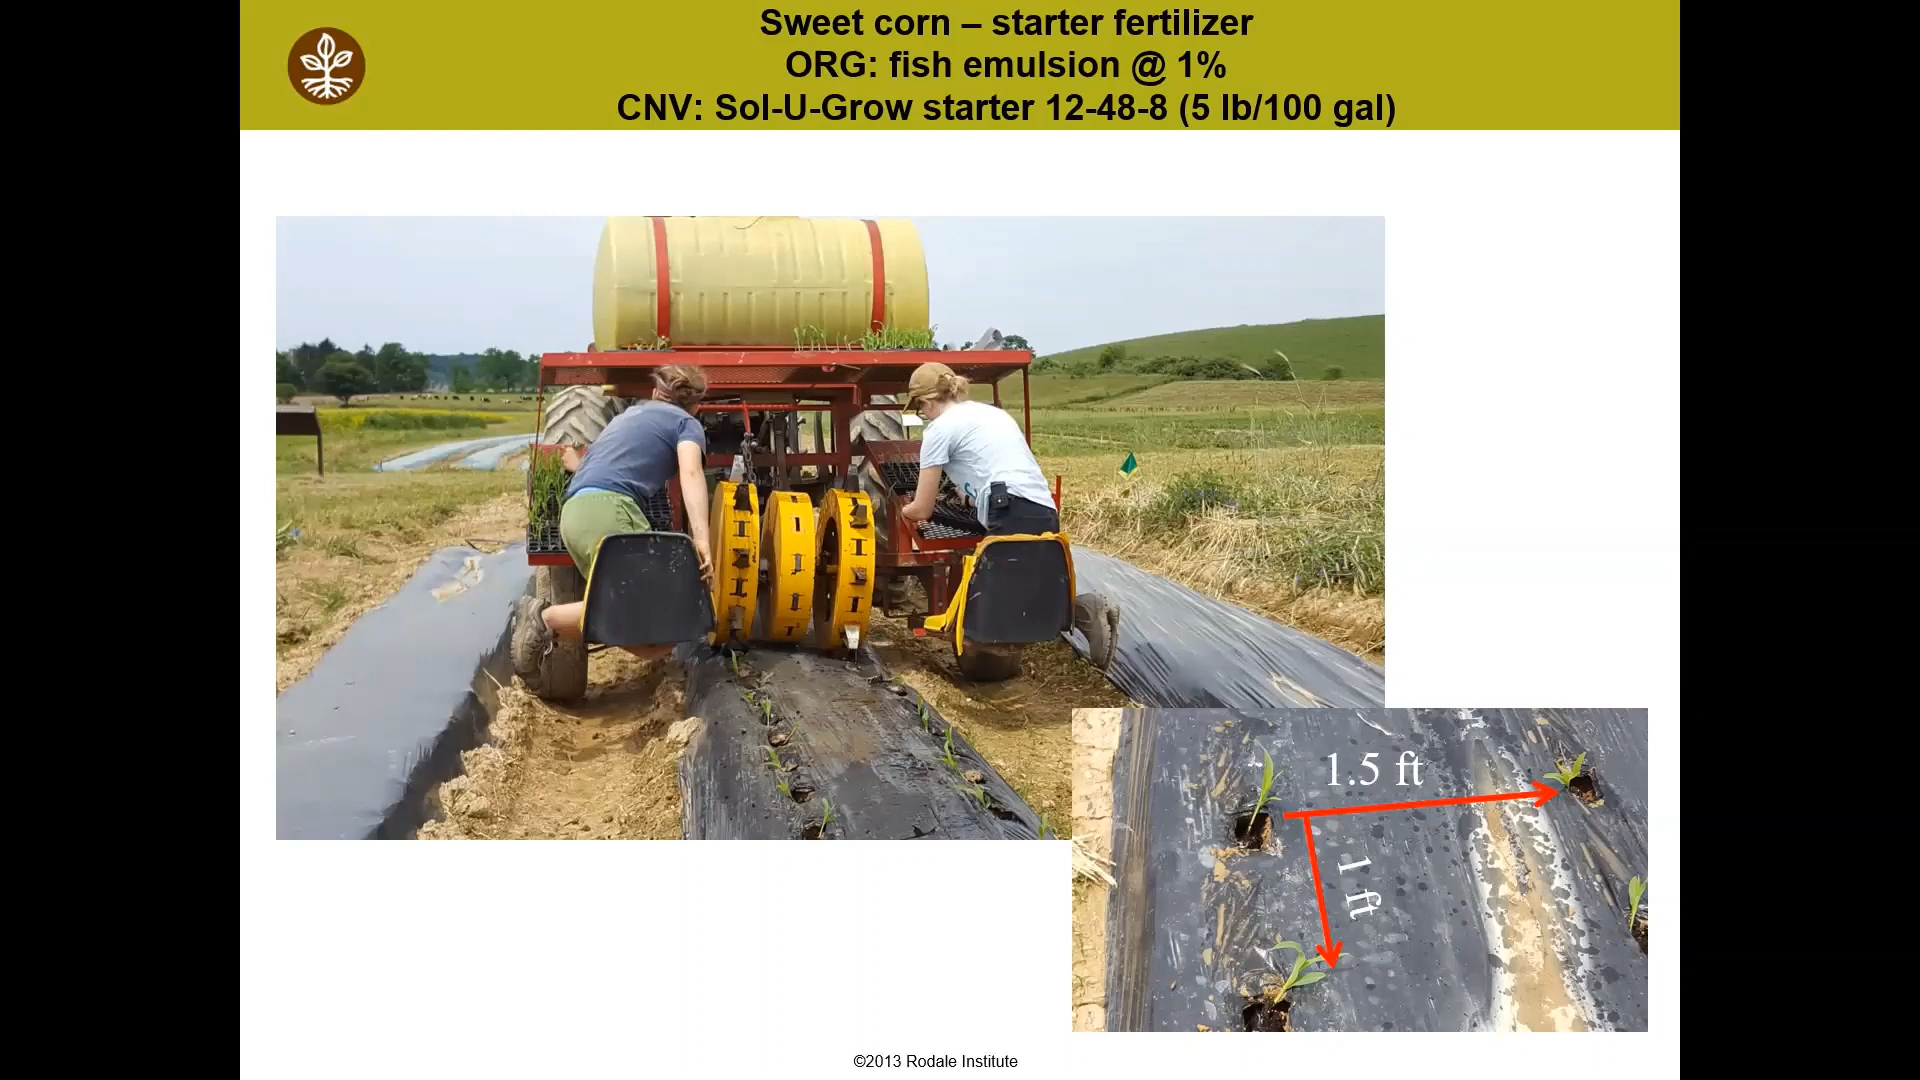 Sweet corn – starter fertilizer
ORG: fish emulsion @ 1%
CNV: Sol-U-Grow starter 12-48-8 (5 lb/100 gal)
1.5 ft
1 ft
©2013 Rodale Institute